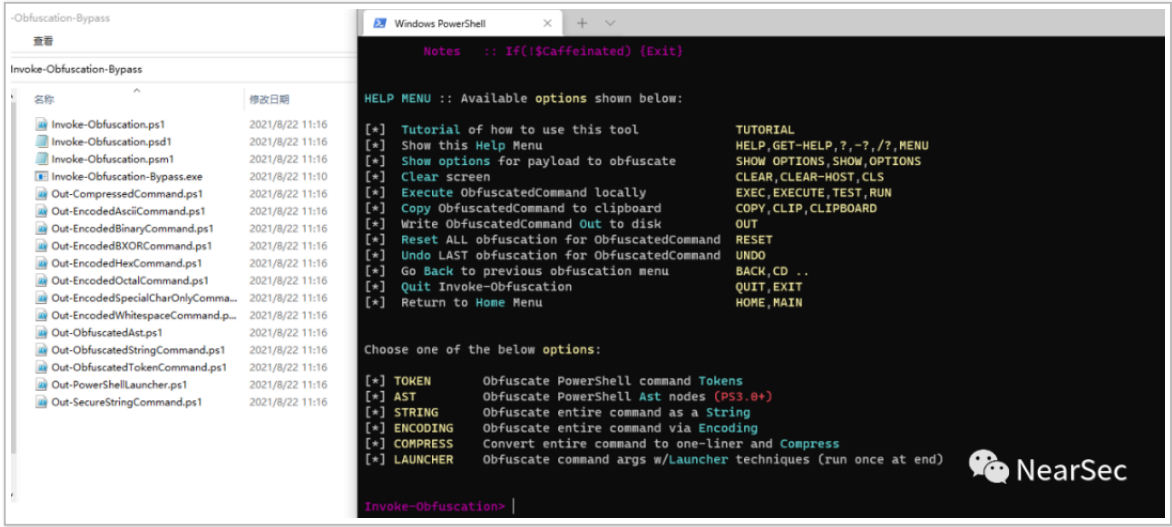 -Obfuscation-Bypass
查看
Invoke-Obfuscation-Bypass
名称 修改日期
Invoke-Obfuscation.ps1 2021/8/22 11:16
Invoke-Obfuscation.psd1 2021/8/22 11:16
Invoke-Obfuscation.psm1 2021/8/22 11:16
Invoke-Obfuscation-Bypass.exe 2021/8/22 11:10
Out-CompressedCommand.ps1 2021/8/22 11:16
Out-EncodedAsciiCommand.ps1 2021/8/22 11:16
Out-EncodedBinaryCommand.ps1 2021/8/22 11:16
Out-EncodedBXORCommand.ps1 2021/8/22 11:16
Out-EncodedHexCommand.ps1 2021/8/22 11:16
Out-EncodedOctalCommand.ps1 2021/8/22 11:16
Out-EncodedSpecialCharOnlyComma... 2021/8/22 11:16
Out-EncodedWhitespaceCommand.p... 2021/8/22 11:16
Out-ObfuscatedAst.ps1 2021/8/22 11:16
Out-ObfuscatedStringCommand.ps1 2021/8/22 11:16
Out-ObfuscatedTokenCommand.ps1 2021/8/22 11:16
Out-PowerShellLauncher.ps1 2021/8/22 11:16
Out-SecureStringCommand.ps1 2021/8/22 11:16
Windows PowerShell
Notes :: If(!$Caffeinated) {Exit}
HELP MENU :: Available options shown below:
[*] Tutorial of how to use this tool TUTORIAL
[*] Show this Help Menu HELP,GET-HELP,?,-?,/?,MENU
[*] Show options for payload to obfuscate SHOW OPTIONS,SHOW,OPTIONS
[*] Clear screen CLEAR,CLEAR-HOST,CLS
[*] Execute ObfuscatedCommand locally EXEC,EXECUTE,TEST,RUN
[*] Copy ObfuscatedCommand to clipboard COPY,CLIP,CLIPBOARD
[*] Write ObfuscatedCommand Out to disk OUT
[*] Reset ALL obfuscation for ObfuscatedCommand RESET
[*] Undo LAST obfuscation for ObfuscatedCommand UNDO
[*] Go Back to previous obfuscation menu BACK,CD ..
[*] Quit Invoke-Obfuscation QUIT,EXIT
[*] Return to Home Menu HOME,MAIN
Choose one of the below options:
[*] TOKEN Obfuscate PowerShell command Tokens
[*] AST Obfuscate PowerShell Ast nodes (PS3.0+)
[*] STRING Obfuscate entire command as a String
[*] ENCODING Obfuscate entire command via Encoding
[*] COMPRESS Convert entire command to one-liner and Compress
[*] LAUNCHER Obfuscate command args w/Launcher techniques (run once at end)
Invoke-Obfuscation>
NearSec